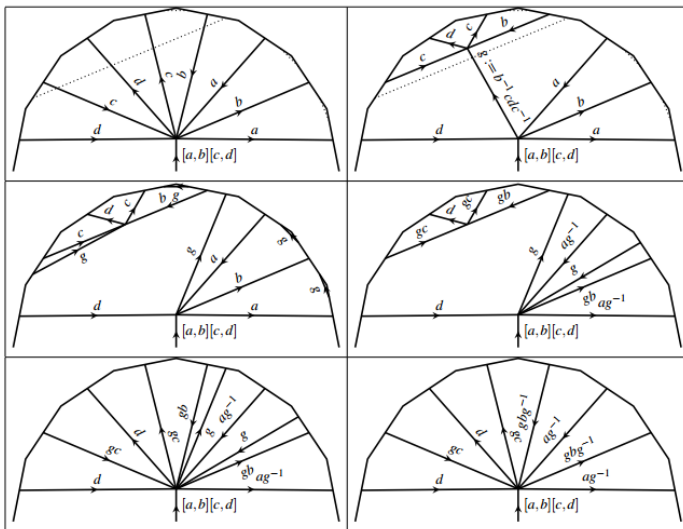 d
c
d
c
b
a
b
a
[a, b][c, d]
c
d
c
b
g := b⁻¹cdc⁻¹
a
b
d
a
[a, b][c, d]
d
c
b
g
c
g
g
a
g
b
g
d
a
[a, b][c, d]
gc
d
gc
gb
g
ag⁻¹
g
gb
d
ag⁻¹
[a, b][c, d]
gc
d
gc
gb
g
ag⁻¹
g
gb
d
ag⁻¹
[a, b][c, d]
gc
d
gc
gbg⁻¹
ag⁻¹
gbg⁻¹
d
ag⁻¹
[a, b][c, d]